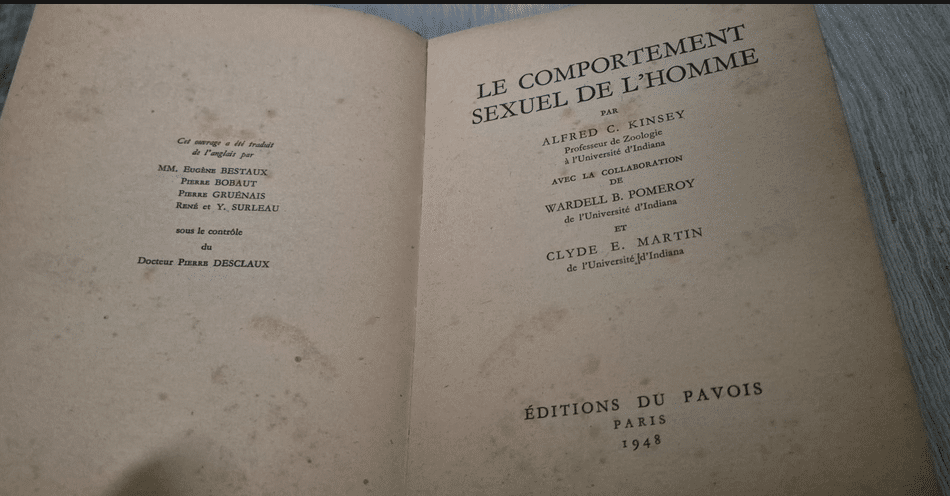 Cet ouvrage a été traduit
de l'anglais par
MM. EUGÈNE BESTAUX
PIERRE BOBAUT
PIERRE GRUÉNAIS
RENÉ et Y. SURLEAU
sous le contrôle
du
Docteur PIERRE DESCLAUX
LE COMPORTEMENT
SEXUEL DE L'HOMME
PAR
ALFRED C. KINSEY
Professeur de Zoologie
à l'Université d'Indiana
AVEC LA COLLABORATION
DE
WARDELL B. POMEROY
de l'Université d'Indiana
ET
CLYDE E. MARTIN
de l'Université d'Indiana
ÉDITIONS DU PAVOIS
PARIS
1948